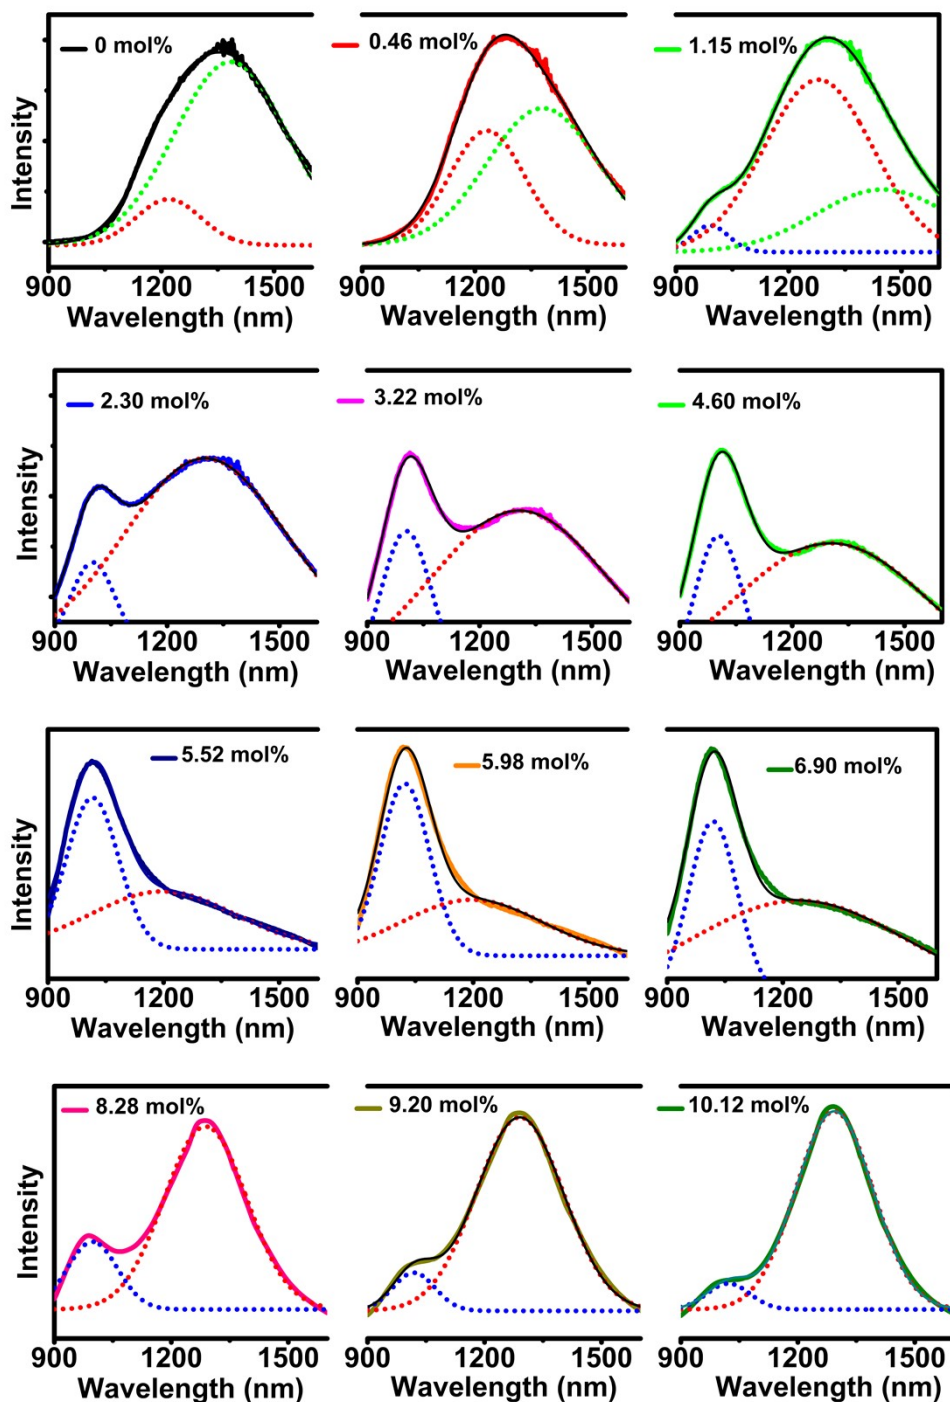 0 mol%
0.46 mol%
1.15 mol%
Intensity
900 1200 1500
900 1200 1500
900 1200 1500
Wavelength (nm)
Wavelength (nm)
Wavelength (nm)
2.30 mol%
3.22 mol%
4.60 mol%
Intensity
900 1200 1500
900 1200 1500
900 1200 1500
Wavelength (nm)
Wavelength (nm)
Wavelength (nm)
5.52 mol%
5.98 mol%
6.90 mol%
Intensity
900 1200 1500
900 1200 1500
900 1200 1500
Wavelength (nm)
Wavelength (nm)
Wavelength (nm)
8.28 mol%
9.20 mol%
10.12 mol%
Intensity
900 1200 1500
900 1200 1500
900 1200 1500
Wavelength (nm)
Wavelength (nm)
Wavelength (nm)